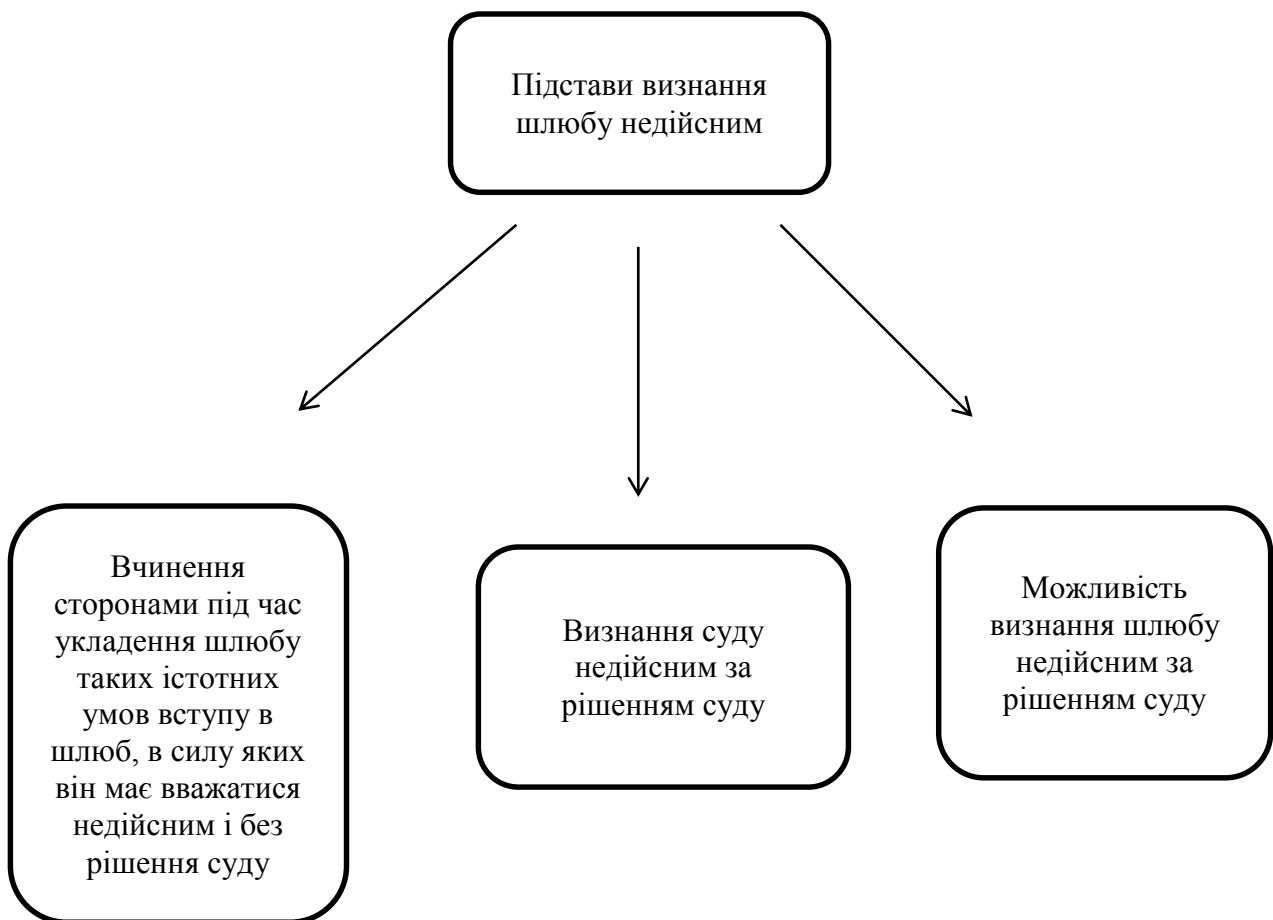 Підстави визнання
шлюбу недійсним
Вчинення
сторонами під час
укладення шлюбу
таких істотних
умов вступу в
шлюб, в силу яких
він має вважатися
недійсним і без
рішення суду
Визнання суду
недійсним за
рішенням суду
Можливість
визнання шлюбу
недійсним за
рішенням суду